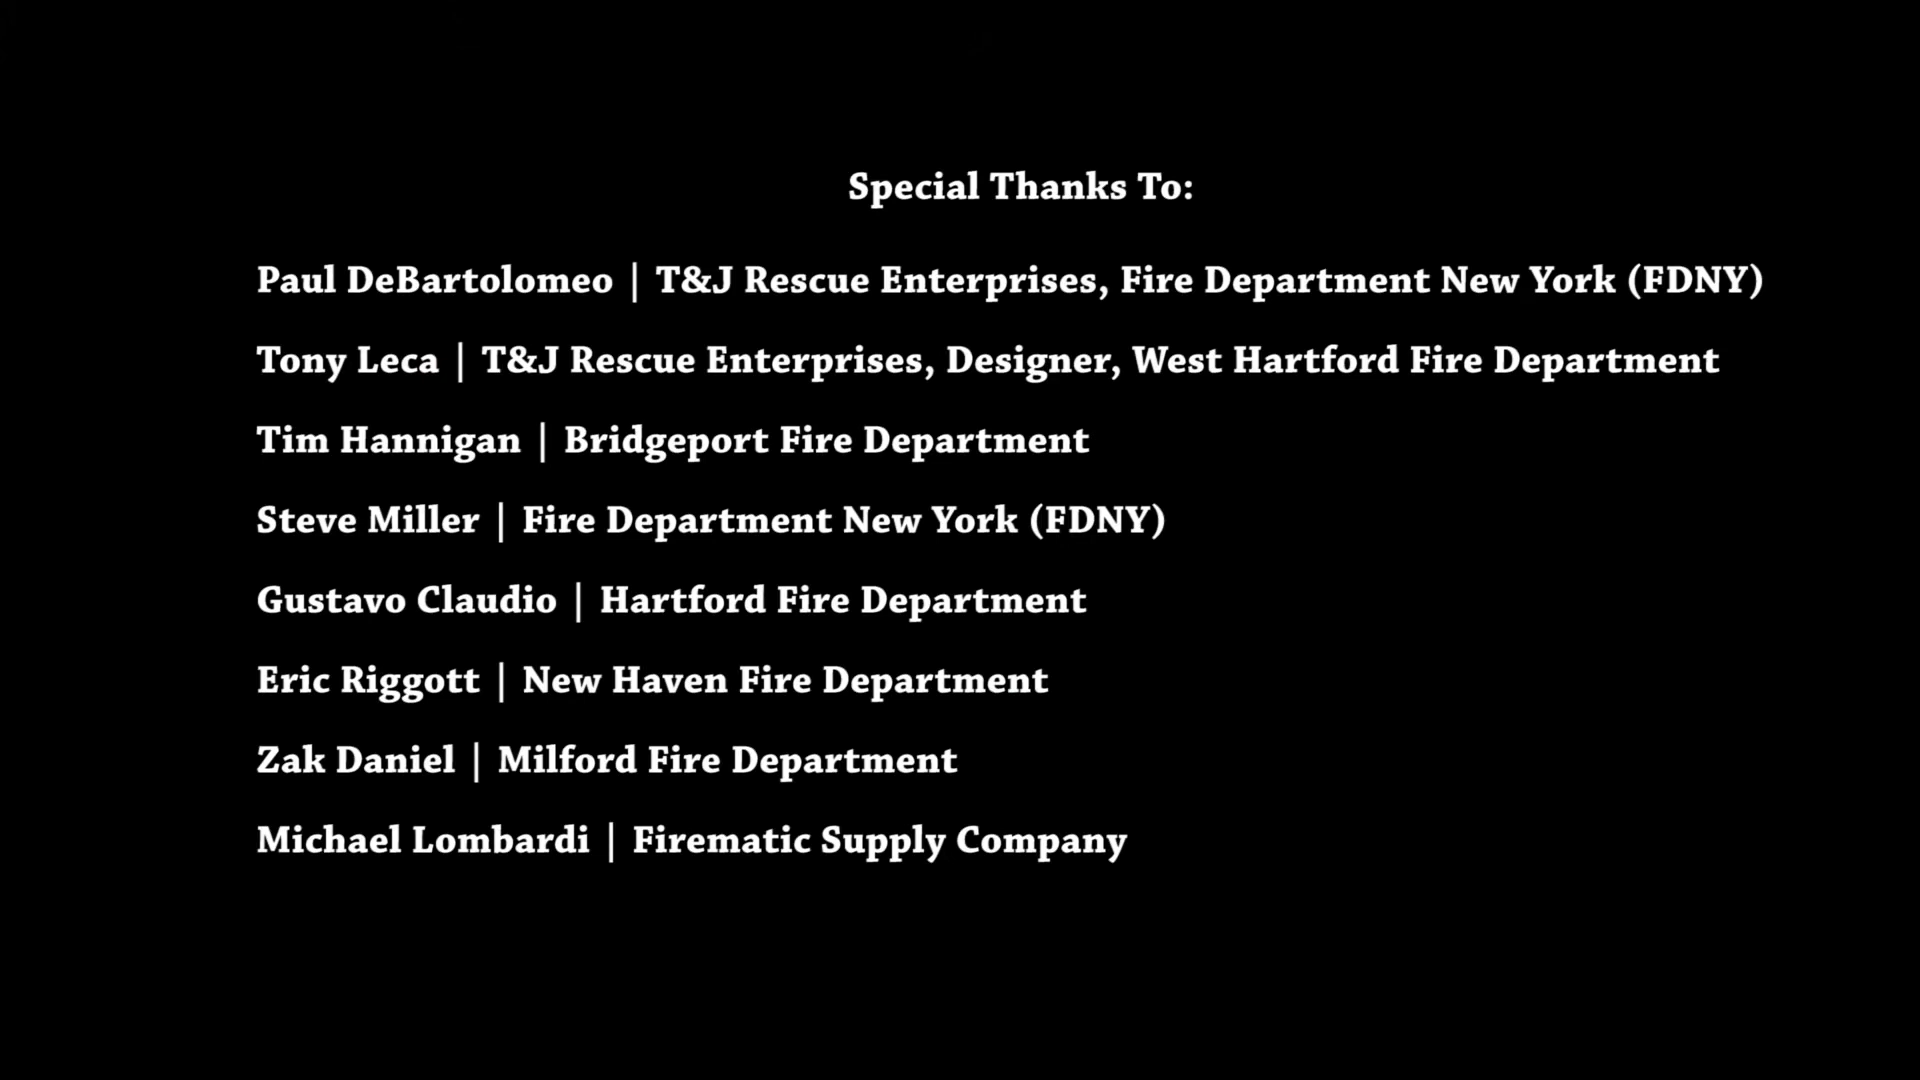 Special Thanks To:
Paul DeBartolomeo | T&J Rescue Enterprises, Fire Department New York (FDNY)
Tony Leca | T&J Rescue Enterprises, Designer, West Hartford Fire Department
Tim Hannigan | Bridgeport Fire Department
Steve Miller | Fire Department New York (FDNY)
Gustavo Claudio | Hartford Fire Department
Eric Riggott | New Haven Fire Department
Zak Daniel | Milford Fire Department
Michael Lombardi | Firematic Supply Company